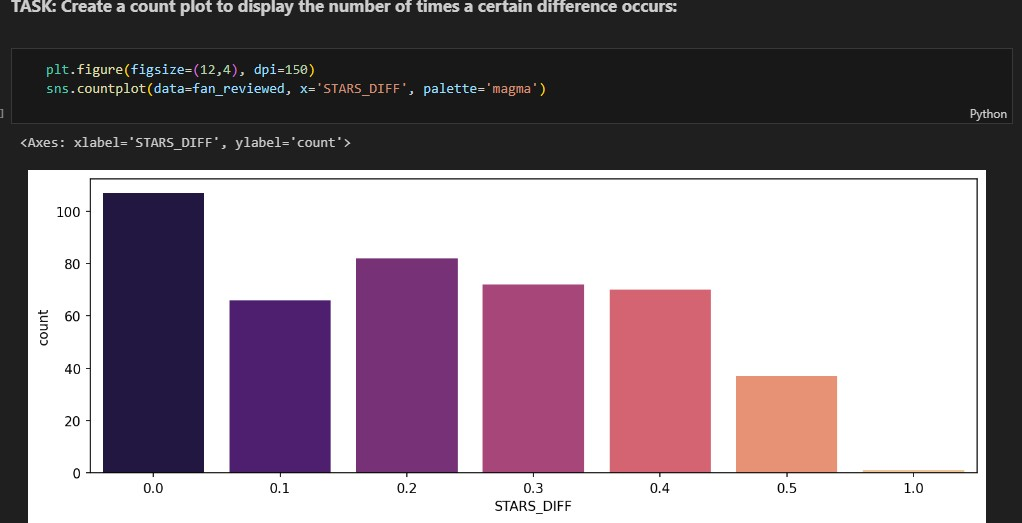 TASK: Create a count plot to display the number of times a certain difference occurs:
plt.figure(figsize=(12,4), dpi=150)
sns.countplot(data=fan_reviewed, x='STARS_DIFF', palette='magma')
]
Python
<Axes: xlabel='STARS_DIFF', ylabel='count'>
100
80
60
40
20
0
count
0.0 0.1 0.2 0.3 0.4 0.5 1.0
STARS_DIFF